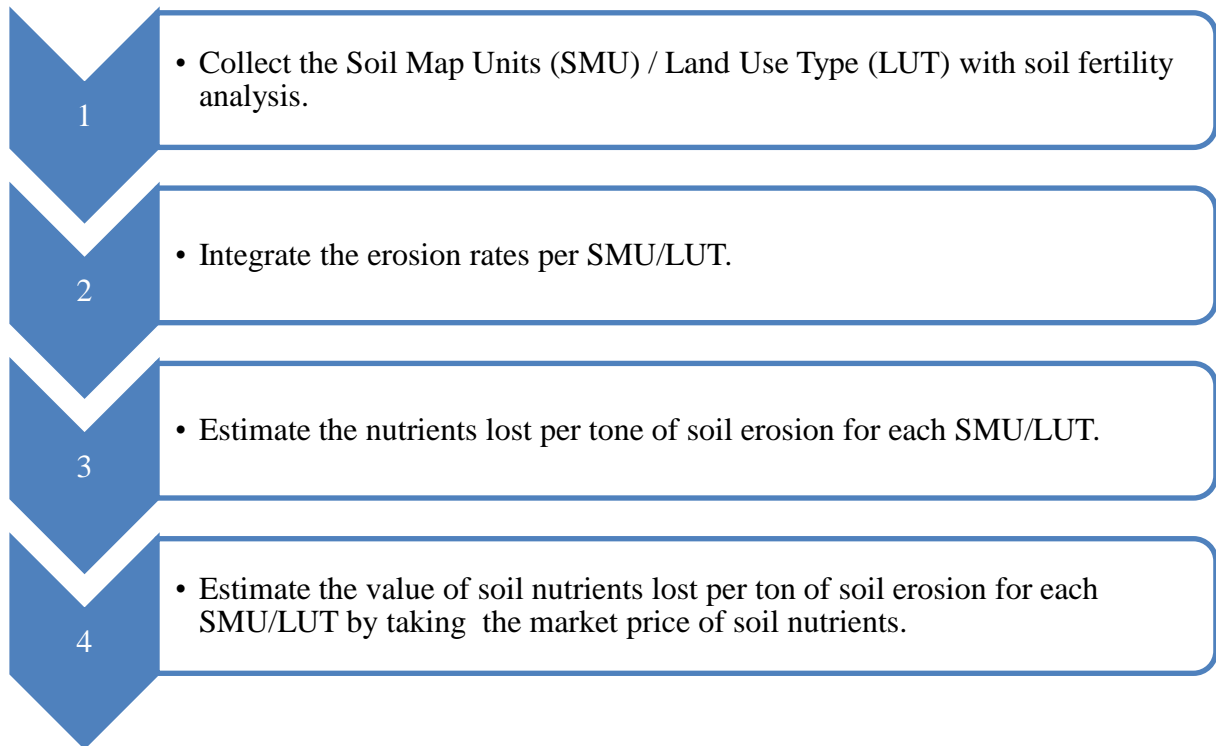 1
• Collect the Soil Map Units (SMU) / Land Use Type (LUT) with soil fertility
analysis.
2
• Integrate the erosion rates per SMU/LUT.
3
• Estimate the nutrients lost per tone of soil erosion for each SMU/LUT.
4
• Estimate the value of soil nutrients lost per ton of soil erosion for each
SMU/LUT by taking  the market price of soil nutrients.